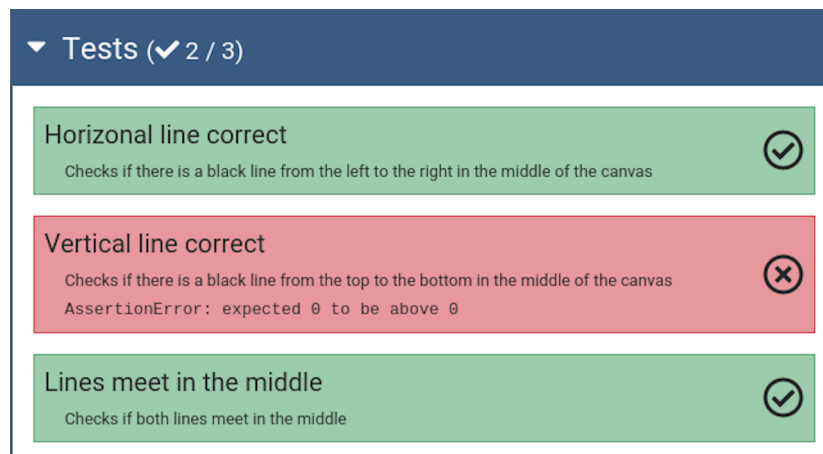 Tests (✔ 2 / 3)
Horizonal line correct
Checks if there is a black line from the left to the right in the middle of the canvas
Vertical line correct
Checks if there is a black line from the top to the bottom in the middle of the canvas
AssertionError: expected 0 to be above 0
Lines meet in the middle
Checks if both lines meet in the middle